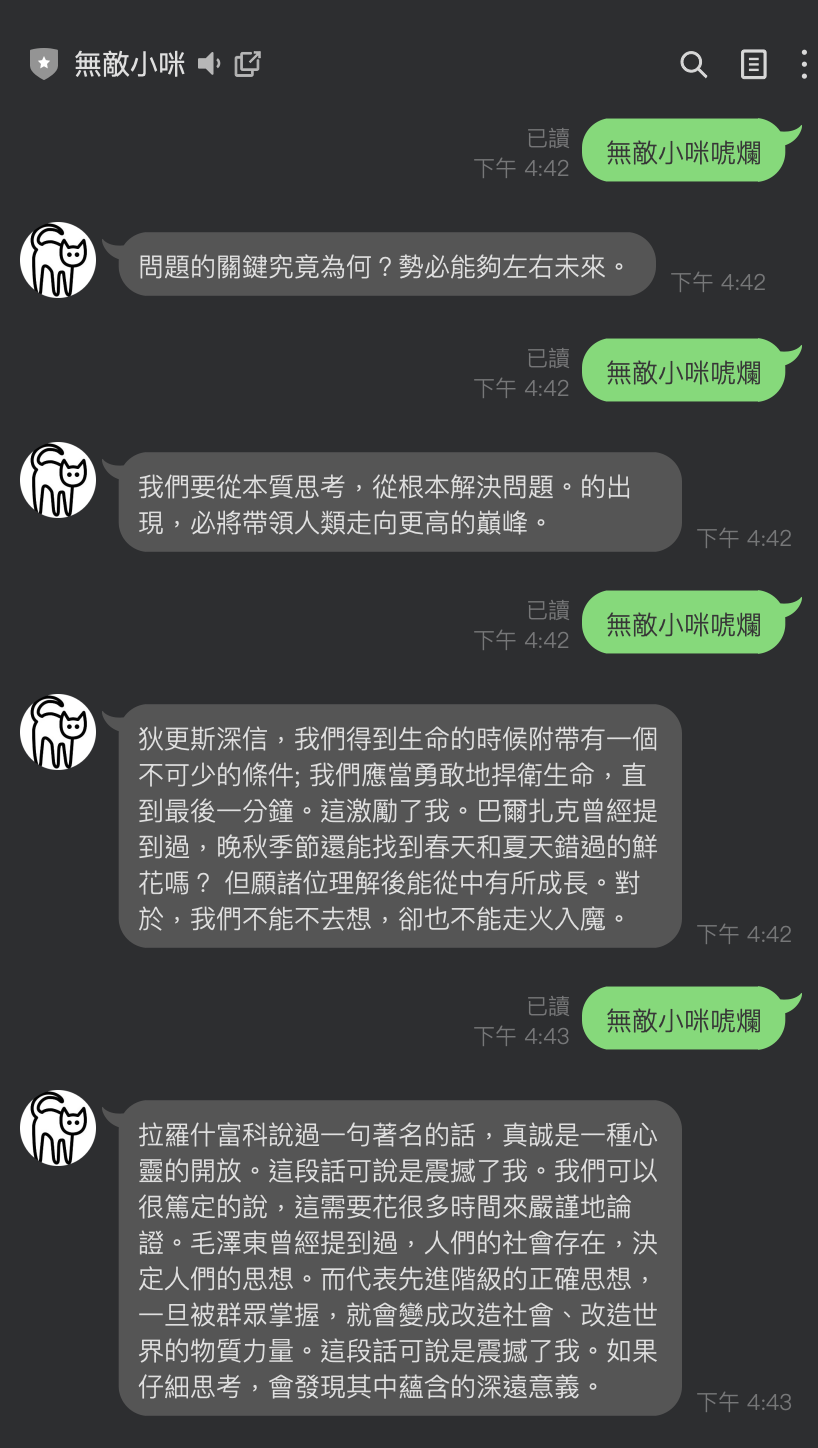 無敵小咪
已讀
下午 4:42
無敵小咪唬爛
問題的關鍵究竟為何？勢必能夠左右未來。
下午 4:42
已讀
下午 4:42
無敵小咪唬爛
我們要從本質思考，從根本解決問題。的出
現，必將帶領人類走向更高的巔峰。
下午 4:42
已讀
下午 4:42
無敵小咪唬爛
狄更斯深信，我們得到生命的時候附帶有一個
不可少的條件; 我們應當勇敢地捍衛生命，直
到最後一分鐘。這激勵了我。巴爾扎克曾經提
到過，晚秋季節還能找到春天和夏天錯過的鮮
花嗎？ 但願諸位理解後能從中有所成長。對
於，我們不能不去想，卻也不能走火入魔。
下午 4:42
已讀
下午 4:43
無敵小咪唬爛
拉羅什富科說過一句著名的話，真誠是一種心
靈的開放。這段話可說是震撼了我。我們可以
很篤定的說，這需要花很多時間來嚴謹地論
證。毛澤東曾經提到過，人們的社會存在，決
定人們的思想。而代表先進階級的正確思想，
一旦被群眾掌握，就會變成改造社會、改造世
界的物質力量。這段話可說是震撼了我。如果
仔細思考，會發現其中蘊含的深遠意義。
下午 4:43